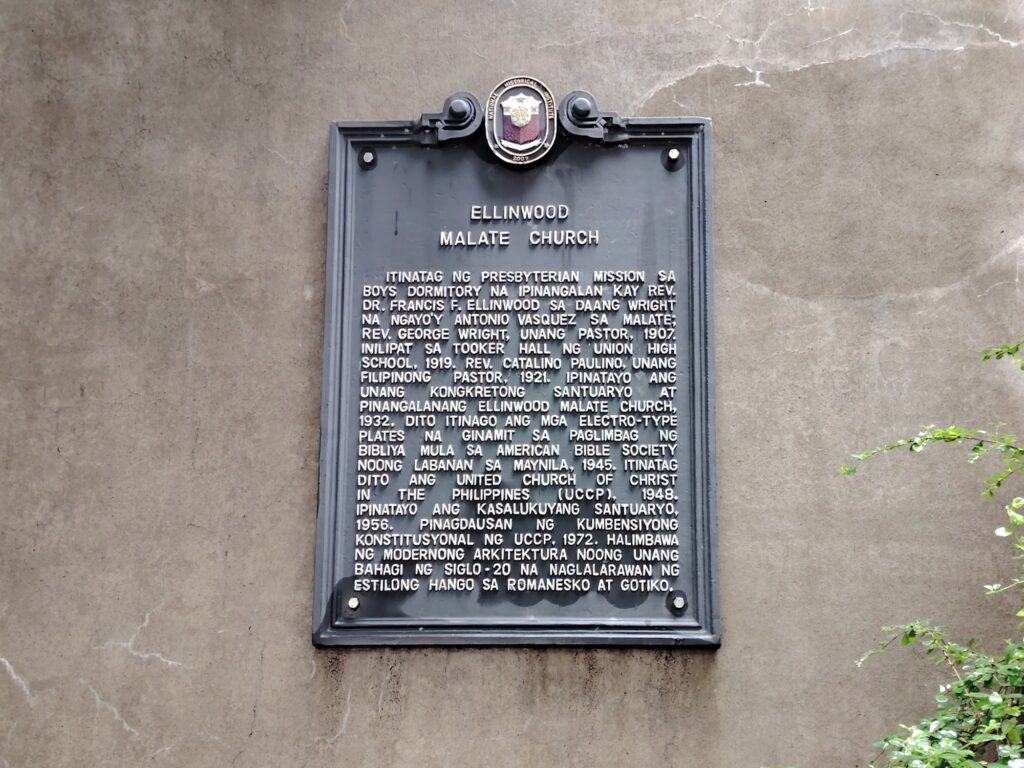 NATIONAL HISTORICAL INSTITUTE
2007
ELLINWOOD
MALATE CHURCH
ITINATAG NG PRESBYTERIAN MISSION SA
BOYS DORMITORY NA IPINANGALAN KAY REV.
DR. FRANCIS F. ELLINWOOD SA DAANG WRIGHT
NA NGAYO'Y ANTONIO VASQUEZ SA MALATE;
REV. GEORGE WRIGHT, UNANG PASTOR, 1907.
INILIPAT SA TOOKER HALL NG UNION HIGH
SCHOOL, 1919. REV. CATALINO PAULINO, UNANG
FILIPINONG PASTOR, 1921. IPINATAYO ANG
UNANG KONGKRETONG SANTUARYO AT
PINANGALANANG ELLINWOOD MALATE CHURCH,
1932. DITO ITINAGO ANG MGA ELECTRO-TYPE
PLATES NA GINAMIT SA PAGLIMBAG NG
BIBLIYA MULA SA AMERICAN BIBLE SOCIETY
NOONG LABANAN SA MAYNILA, 1945. ITINATAG
DITO ANG UNITED CHURCH OF CHRIST
IN THE PHILIPPINES (UCCP), 1948.
IPINATAYO ANG KASALUKUYANG SANTUARYO,
1956. PINAGDAUSAN NG KUMBENSIYONG
KONSTITUSYONAL NG UCCP, 1972. HALIMBAWA
NG MODERNONG ARKITEKTURA NOONG UNANG
BAHAGI NG SIGLO-20 NA NAGLALARAWAN NG
ESTILONG HANGO SA ROMANESKO AT GOTIKO.